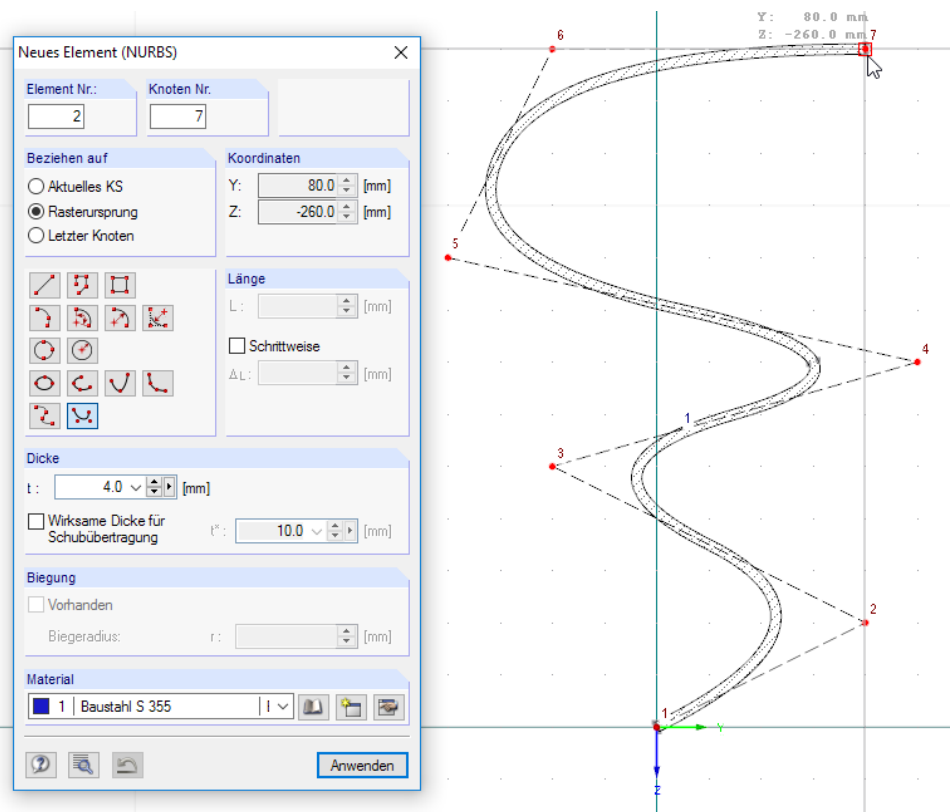 Neues Element (NURBS)
Element Nr.:
2
Knoten Nr.
7
Beziehen auf
Aktuelles KS
Rasterursprung
Letzter Knoten
Koordinaten
Y: 80.0 [mm]
Z: -260.0 [mm]
Länge
L : [mm]
Schrittweise
ΔL : [mm]
Dicke
t : 4.0 [mm]
Wirksame Dicke für
Schubübertragung
t* : 10.0 [mm]
Biegung
Vorhanden
Biegeradius: r : [mm]
Material
1 Baustahl S 355
Anwenden
Y: 80.0 mm
Z: -260.0 mm
6
7
5
4
1
3
2
1
Y
Z